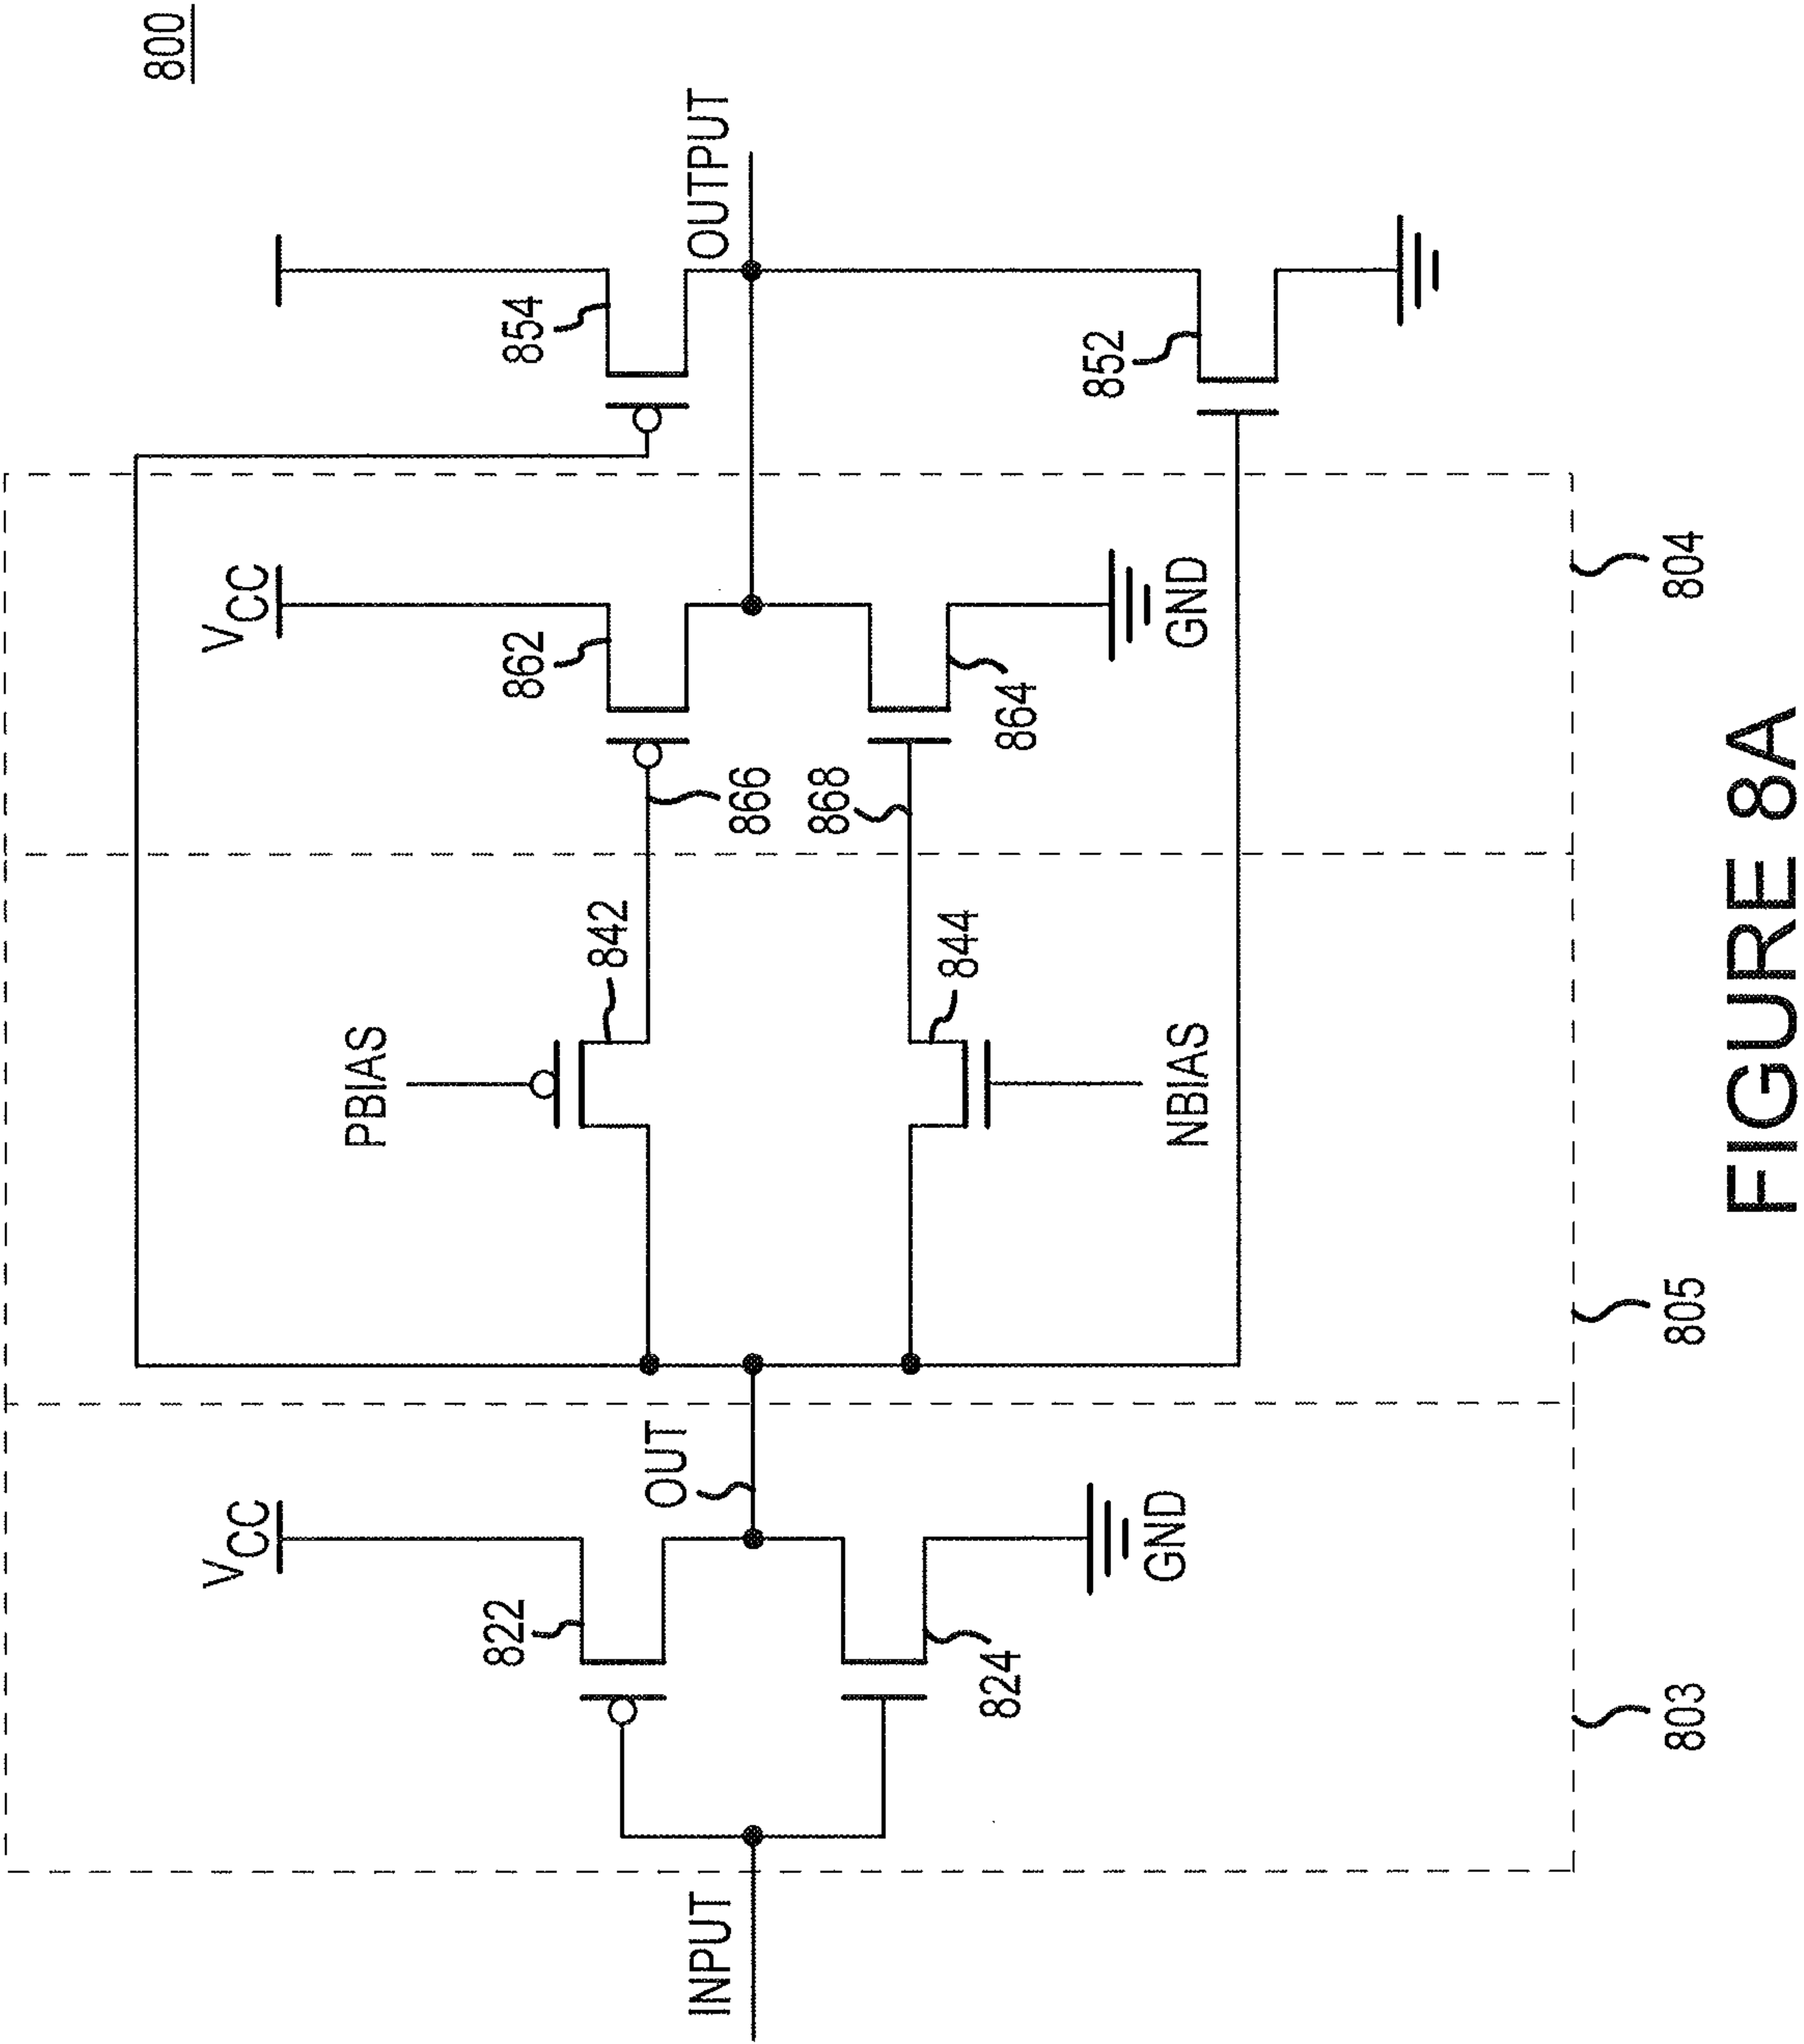 800
INPUT
VCC
822
824
GND
OUT
803
PBIAS
842
844
NBIAS
805
VCC
862
866
868
864
GND
804
854
OUTPUT
852
FIGURE 8A